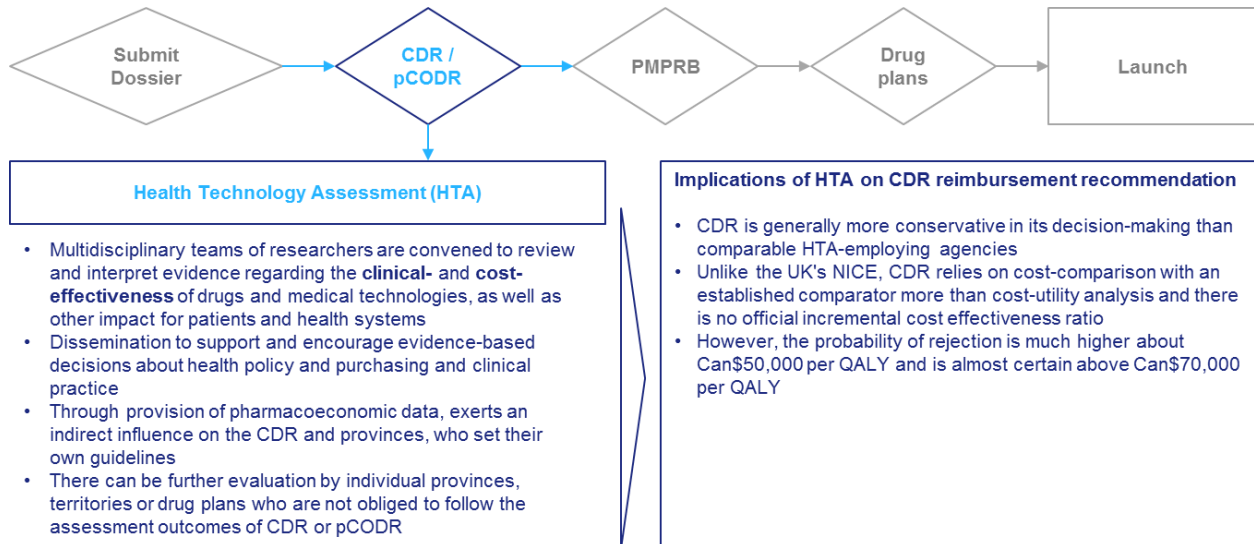 Submit
Dossier
CDR /
pCODR
PMPRB
Drug
plans
Launch
Health Technology Assessment (HTA)
• Multidisciplinary teams of researchers are convened to review
and interpret evidence regarding the clinical- and cost-
effectiveness of drugs and medical technologies, as well as
other impact for patients and health systems
• Dissemination to support and encourage evidence-based
decisions about health policy and purchasing and clinical
practice
• Through provision of pharmacoeconomic data, exerts an
indirect influence on the CDR and provinces, who set their
own guidelines
• There can be further evaluation by individual provinces,
territories or drug plans who are not obliged to follow the
assessment outcomes of CDR or pCODR
Implications of HTA on CDR reimbursement recommendation
• CDR is generally more conservative in its decision-making than
comparable HTA-employing agencies
• Unlike the UK's NICE, CDR relies on cost-comparison with an
established comparator more than cost-utility analysis and there
is no official incremental cost effectiveness ratio
• However, the probability of rejection is much higher about
Can$50,000 per QALY and is almost certain above Can$70,000
per QALY